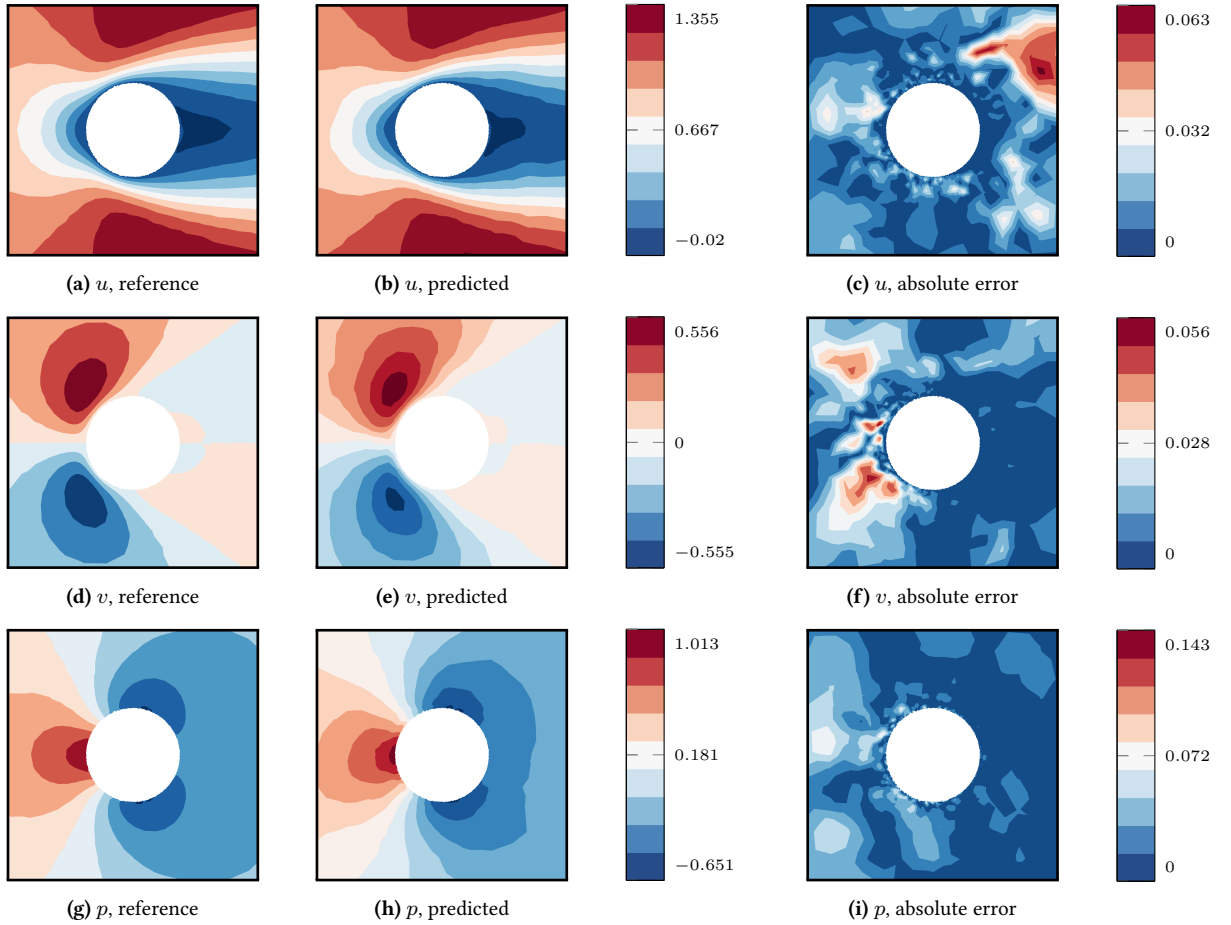 1.355
0.667
−0.02
0.063
0.032
0
(a) u, reference
(b) u, predicted
(c) u, absolute error
0.556
0
−0.555
0.056
0.028
0
(d) v, reference
(e) v, predicted
(f) v, absolute error
1.013
0.181
−0.651
0.143
0.072
0
(g) p, reference
(h) p, predicted
(i) p, absolute error